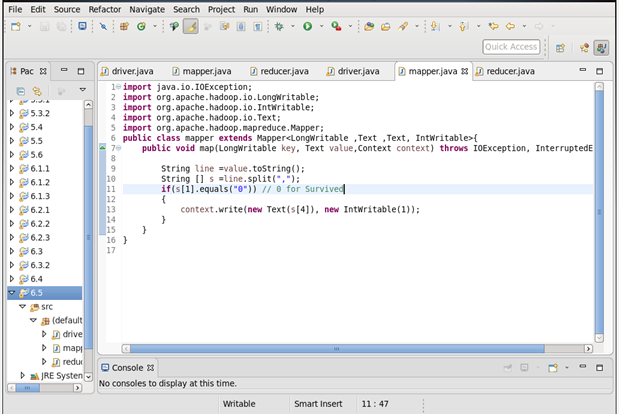 File Edit Source Refactor Navigate Search Project Run Window Help
Quick Access
Pac
driver.java mapper.java reducer.java driver.java mapper.java reducer.java
5.3.1
5.3.2
5.4
5.5
5.6
6.1.1
6.1.2
6.1.3
6.2.1
6.2.2
6.2.3
6.3
6.3.2
6.4
6.5
src
(default
drive
mapp
reduc
JRE System
1 import java.io.IOException;
2 import org.apache.hadoop.io.LongWritable;
3 import org.apache.hadoop.io.IntWritable;
4 import org.apache.hadoop.io.Text;
5 import org.apache.hadoop.mapreduce.Mapper;
6 public class mapper extends Mapper<LongWritable ,Text ,Text, IntWritable>{
7 public void map(LongWritable key, Text value,Context context) throws IOException, InterruptedE
8
9 String line =value.toString();
10 String [] s =line.split(",");
11 if(s[1].equals("0")) // 0 for Survived
12 {
13 context.write(new Text(s[4]), new IntWritable(1));
14 }
15 }
16 }
17
Console
No consoles to display at this time.
Writable Smart Insert 11 : 47